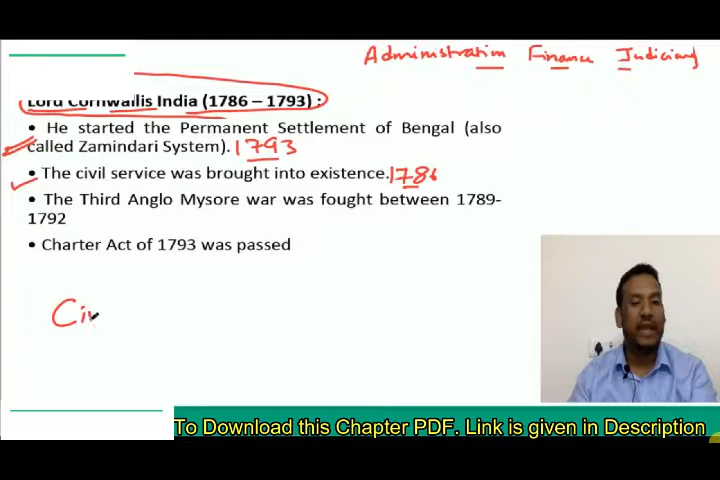 Administration Finance Judiciary
Lord Cornwallis India (1786 – 1793) :
• He started the Permanent Settlement of Bengal (also
called Zamindari System). 1793
• The civil service was brought into existence. 1786
• The Third Anglo Mysore war was fought between 1789-
1792
• Charter Act of 1793 was passed
Civ
To Download this Chapter PDF. Link is given in Description